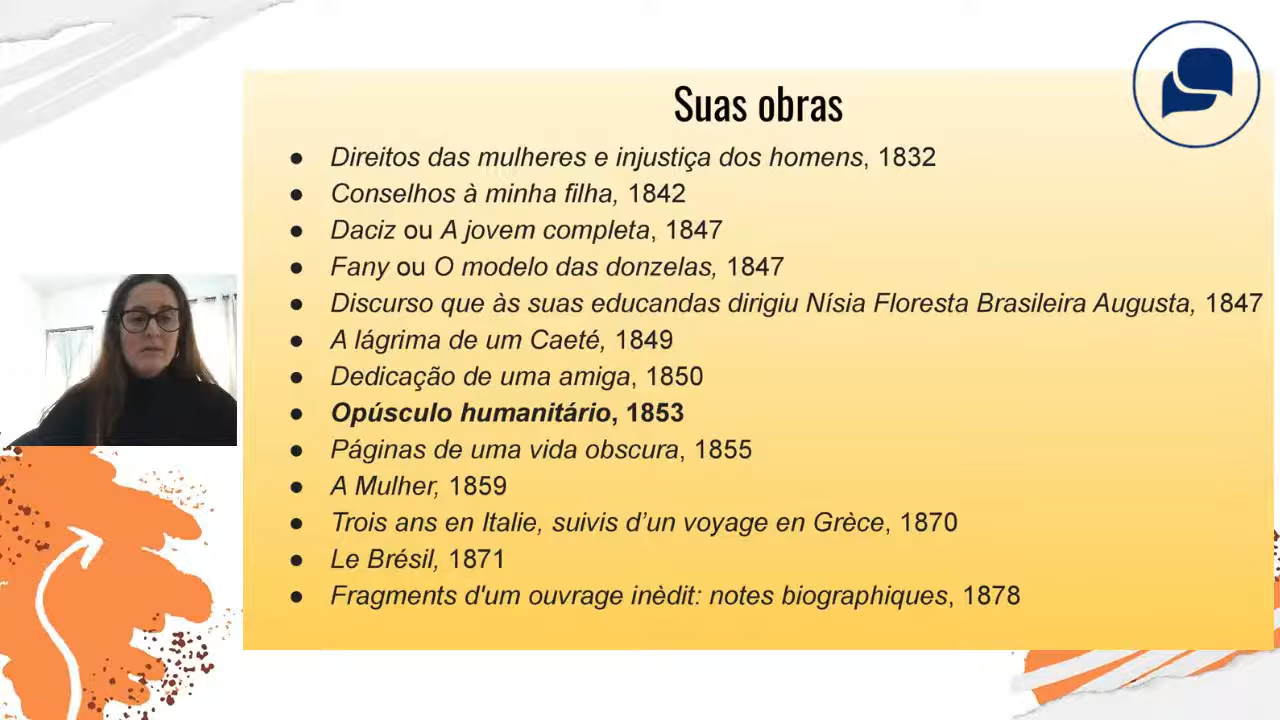 Suas obras
● Direitos das mulheres e injustiça dos homens, 1832
● Conselhos à minha filha, 1842
● Daciz ou A jovem completa, 1847
● Fany ou O modelo das donzelas, 1847
● Discurso que às suas educandas dirigiu Nísia Floresta Brasileira Augusta, 1847
● A lágrima de um Caeté, 1849
● Dedicação de uma amiga, 1850
● Opúsculo humanitário, 1853
● Páginas de uma vida obscura, 1855
● A Mulher, 1859
● Trois ans en Italie, suivis d’un voyage en Grèce, 1870
● Le Brésil, 1871
● Fragments d'um ouvrage inèdit: notes biographiques, 1878